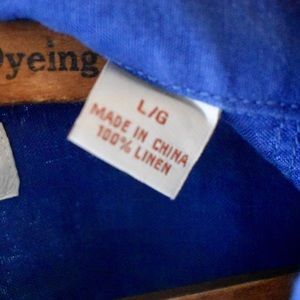 Dyeing
L/G
MADE IN CHINA
100% LINEN